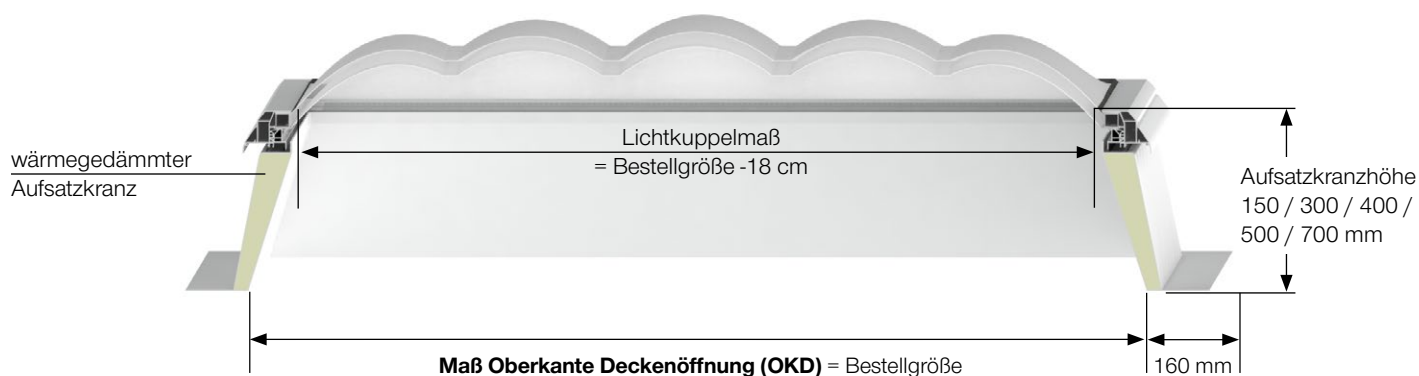 Lichtkuppelmaß
= Bestellgröße -18 cm
wärmegedämmter
Aufsatzkranz
Aufsatzkranzhöhe
150 / 300 / 400 /
500 / 700 mm
Maß Oberkante Deckenöffnung (OKD) = Bestellgröße
160 mm